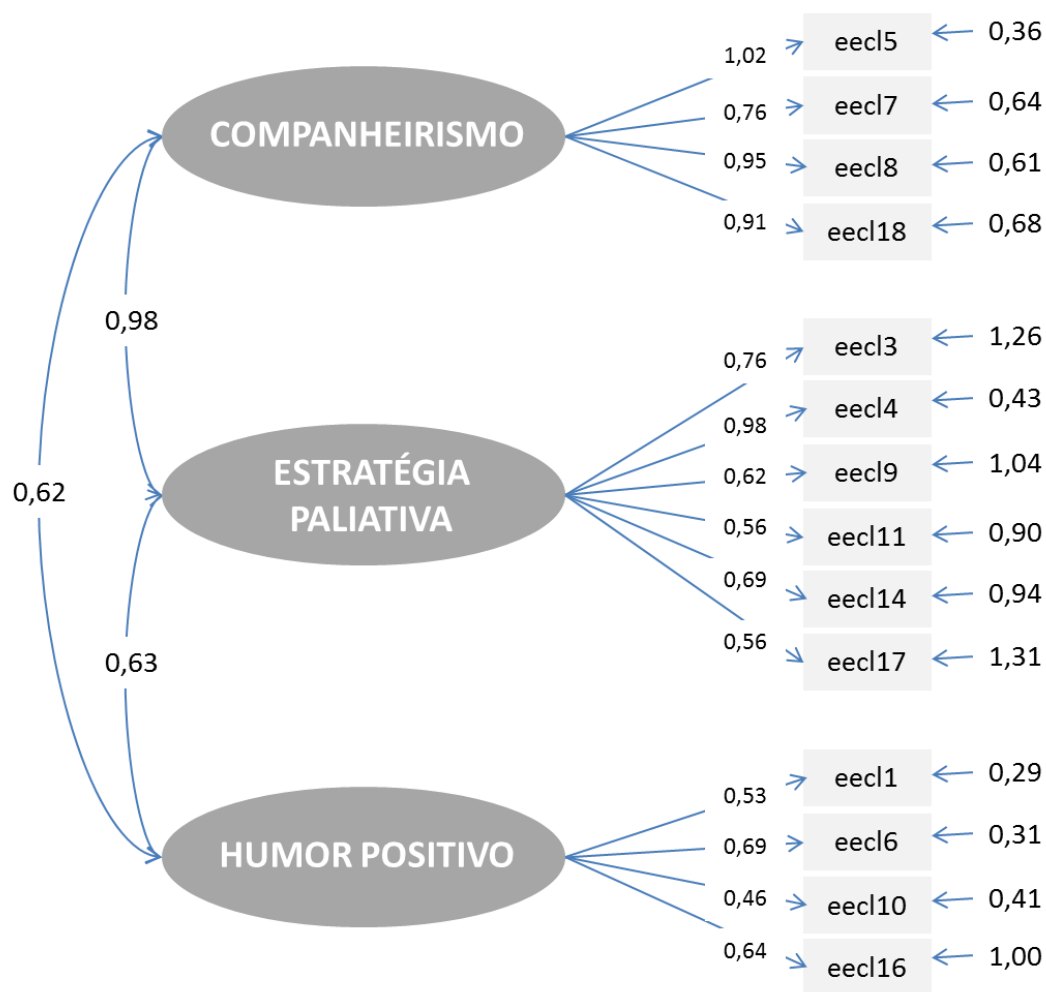 eecl5
0,36
1,02
COMPANHEIRISMO
0,76
eecl7
0,64
0,95
eecl8
0,61
0,91
eecl18
0,68
0,98
0,76
eecl3
1,26
0,98
eecl4
0,43
ESTRATÉGIA
PALIATIVA
0,62
eecl9
1,04
0,56
eecl11
0,90
0,69
eecl14
0,94
0,56
eecl17
1,31
0,62
0,63
HUMOR POSITIVO
0,53
eecl1
0,29
0,69
eecl6
0,31
0,46
eecl10
0,41
0,64
eecl16
1,00